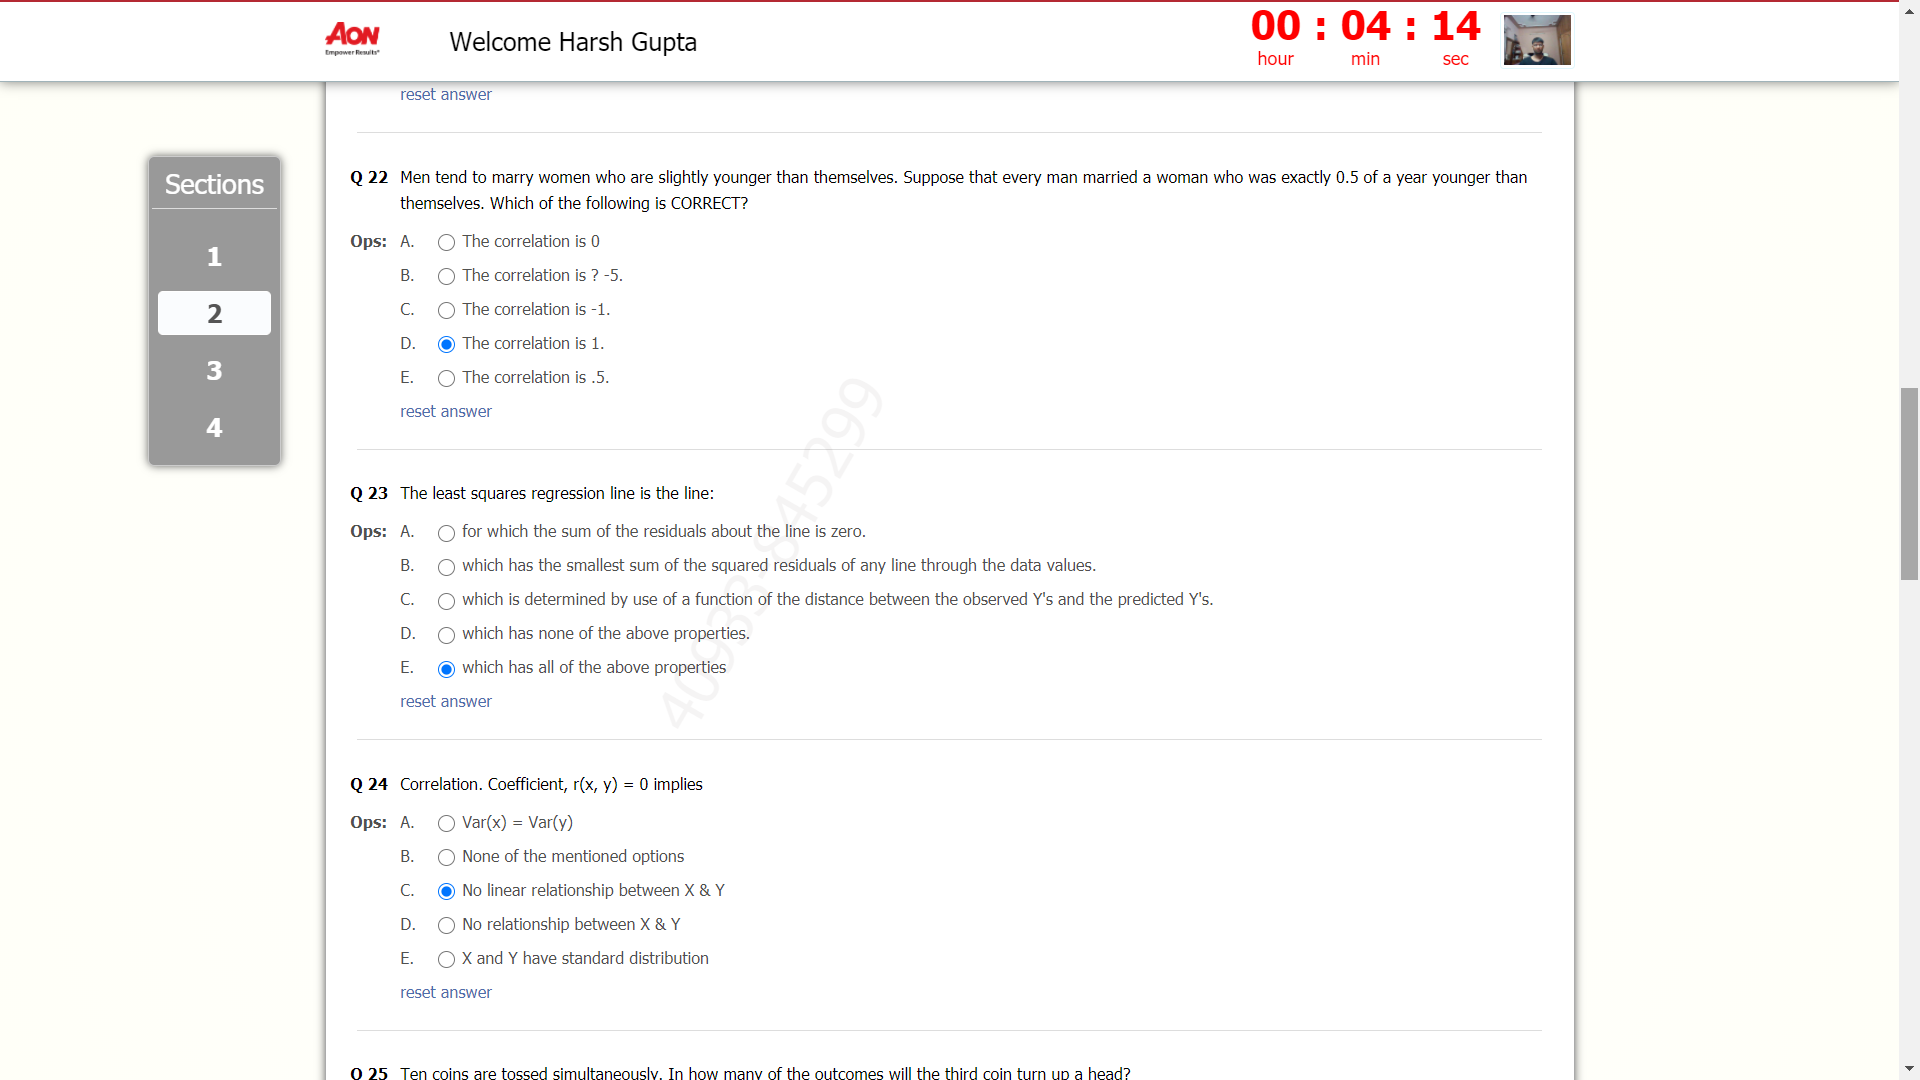 AON
Empower Results®
Welcome Harsh Gupta
00 : 04 : 14
hour min sec
reset answer
Sections
1
2
3
4
Q 22 Men tend to marry women who are slightly younger than themselves. Suppose that every man married a woman who was exactly 0.5 of a year younger than
themselves. Which of the following is CORRECT?
Ops: A. The correlation is 0
B. The correlation is ? -5.
C. The correlation is -1.
D. The correlation is 1.
E. The correlation is .5.
reset answer
Q 23 The least squares regression line is the line:
Ops: A. for which the sum of the residuals about the line is zero.
B. which has the smallest sum of the squared residuals of any line through the data values.
C. which is determined by use of a function of the distance between the observed Y's and the predicted Y's.
D. which has none of the above properties.
E. which has all of the above properties
reset answer
40933-845299
Q 24 Correlation. Coefficient, r(x, y) = 0 implies
Ops: A. Var(x) = Var(y)
B. None of the mentioned options
C. No linear relationship between X & Y
D. No relationship between X & Y
E. X and Y have standard distribution
reset answer
Q 25 Ten coins are tossed simultaneously. In how many of the outcomes will the third coin turn up a head?